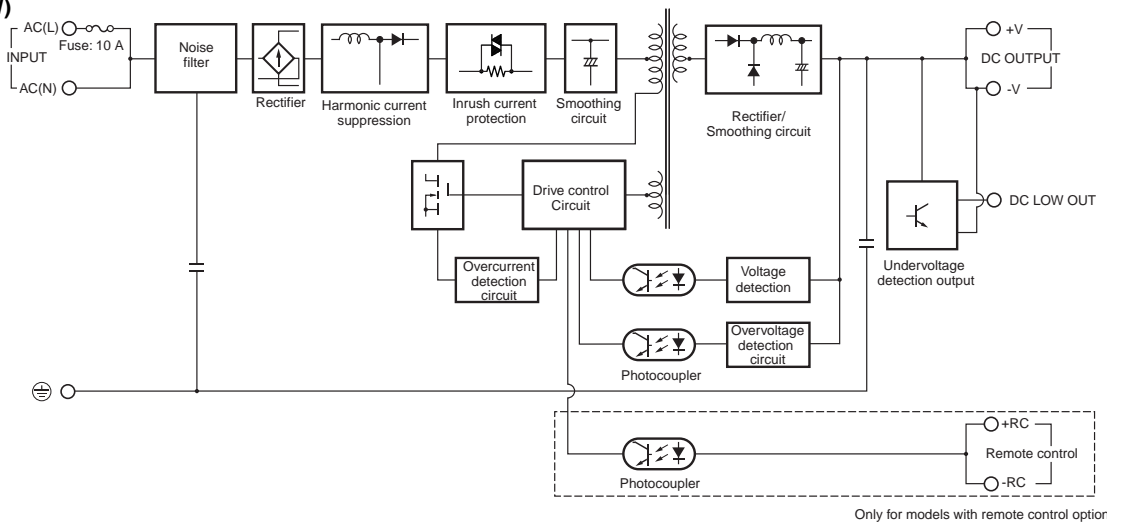 )
AC(L)
Fuse: 10 A
INPUT
AC(N)
Noise
filter
Rectifier
Harmonic current
suppression
Inrush current
protection
Smoothing
circuit
Rectifier/
Smoothing circuit
+V
DC OUTPUT
-V
Drive control
Circuit
DC LOW OUT
Undervoltage
detection output
Overcurrent
detection
circuit
Voltage
detection
Overvoltage
detection
circuit
Photocoupler
+RC
Remote control
-RC
Photocoupler
Only for models with remote control option